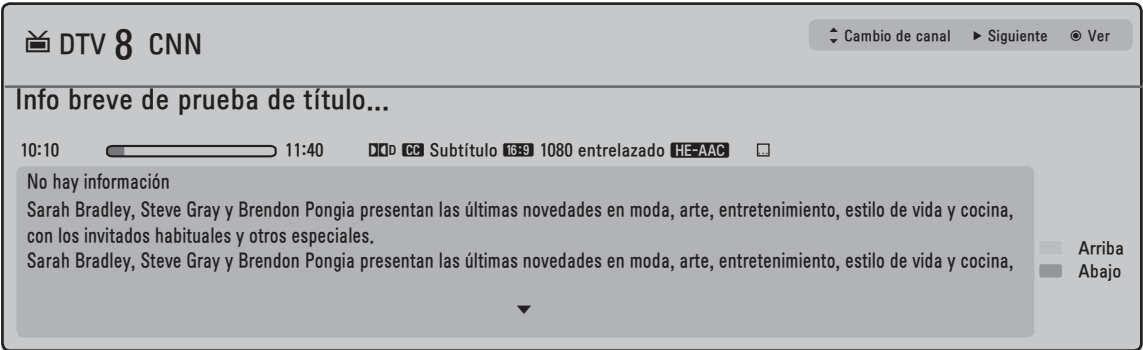 DTV 8 CNN
Cambio de canal Siguiente Ver
Info breve de prueba de título...
10:10 11:40 D CC Subtítulo 16:9 1080 entrelazado HE-AAC ...
No hay información
Sarah Bradley, Steve Gray y Brendon Pongia presentan las últimas novedades en moda, arte, entretenimiento, estilo de vida y cocina,
con los invitados habituales y otros especiales.
Sarah Bradley, Steve Gray y Brendon Pongia presentan las últimas novedades en moda, arte, entretenimiento, estilo de vida y cocina,
Arriba
Abajo